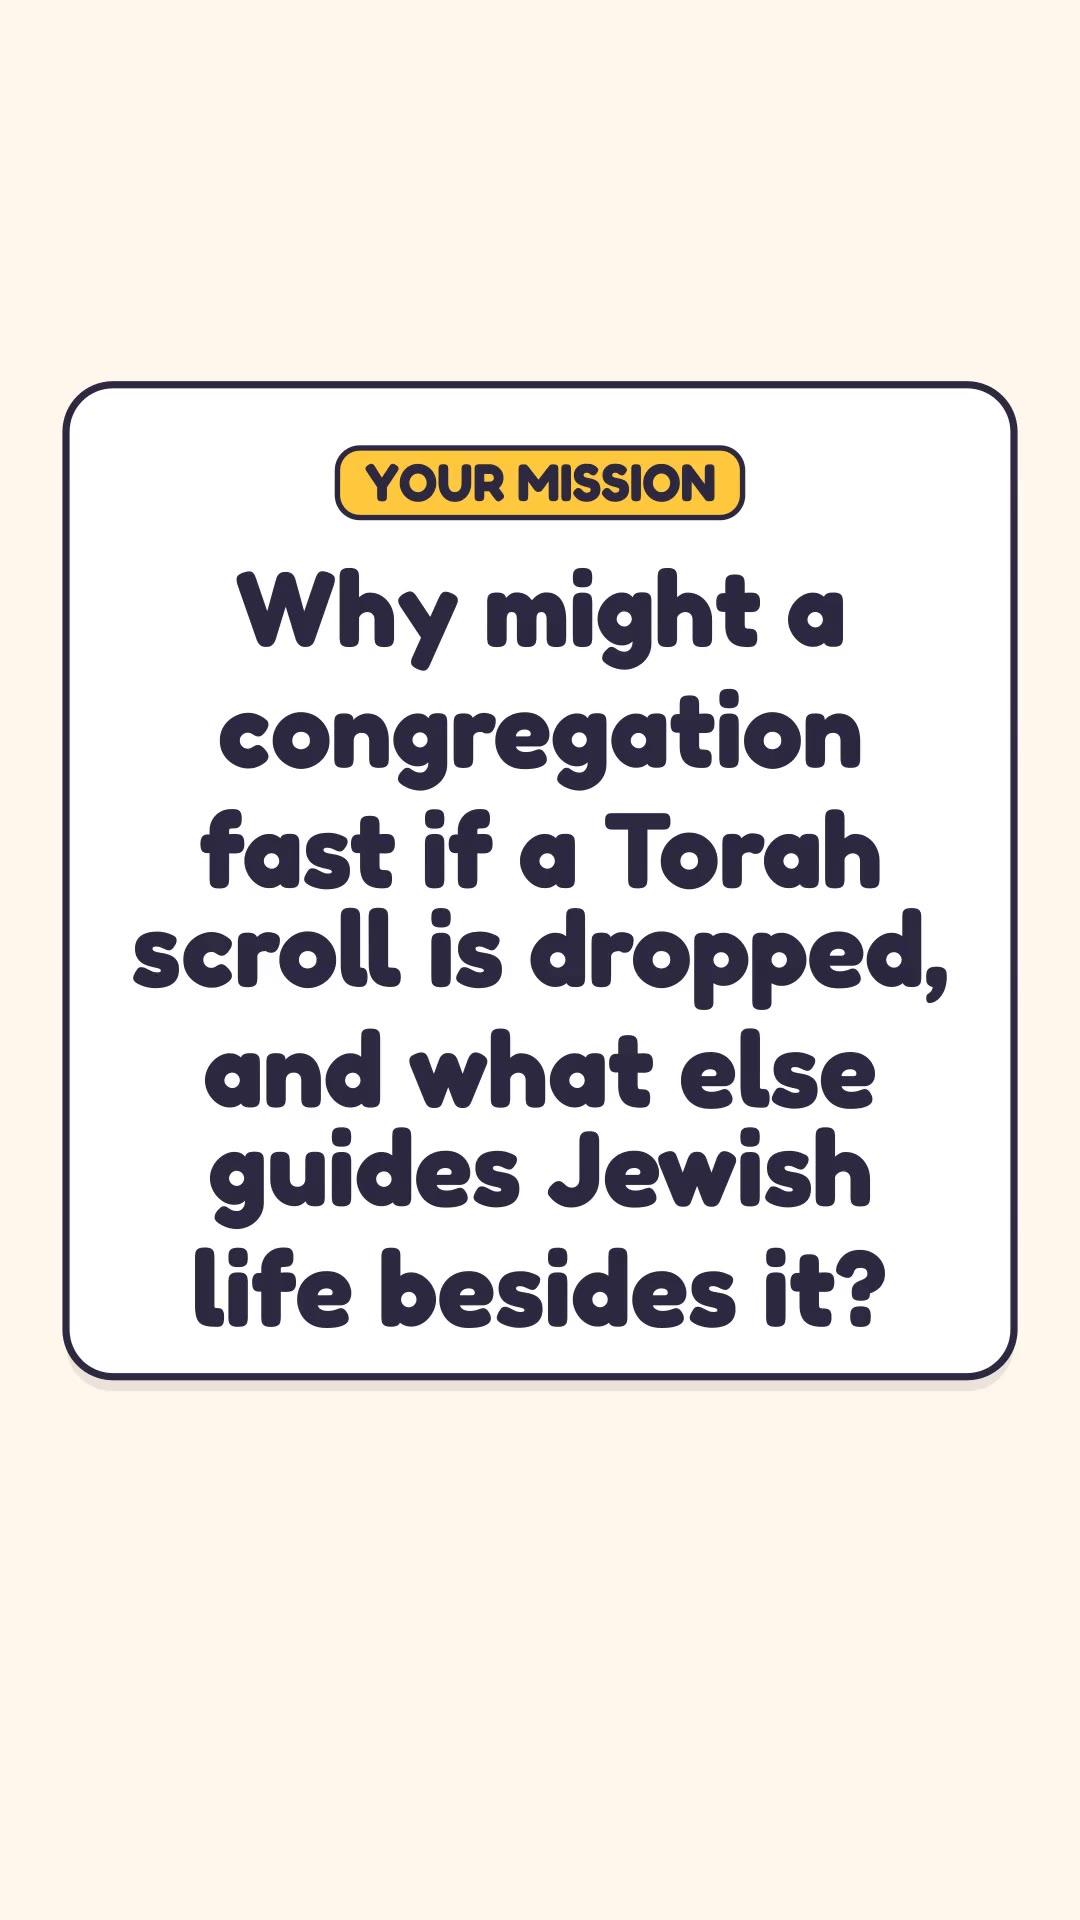 YOUR MISSION
Why might a
congregation
fast if a Torah
scroll is dropped,
and what else
guides Jewish
life besides it?